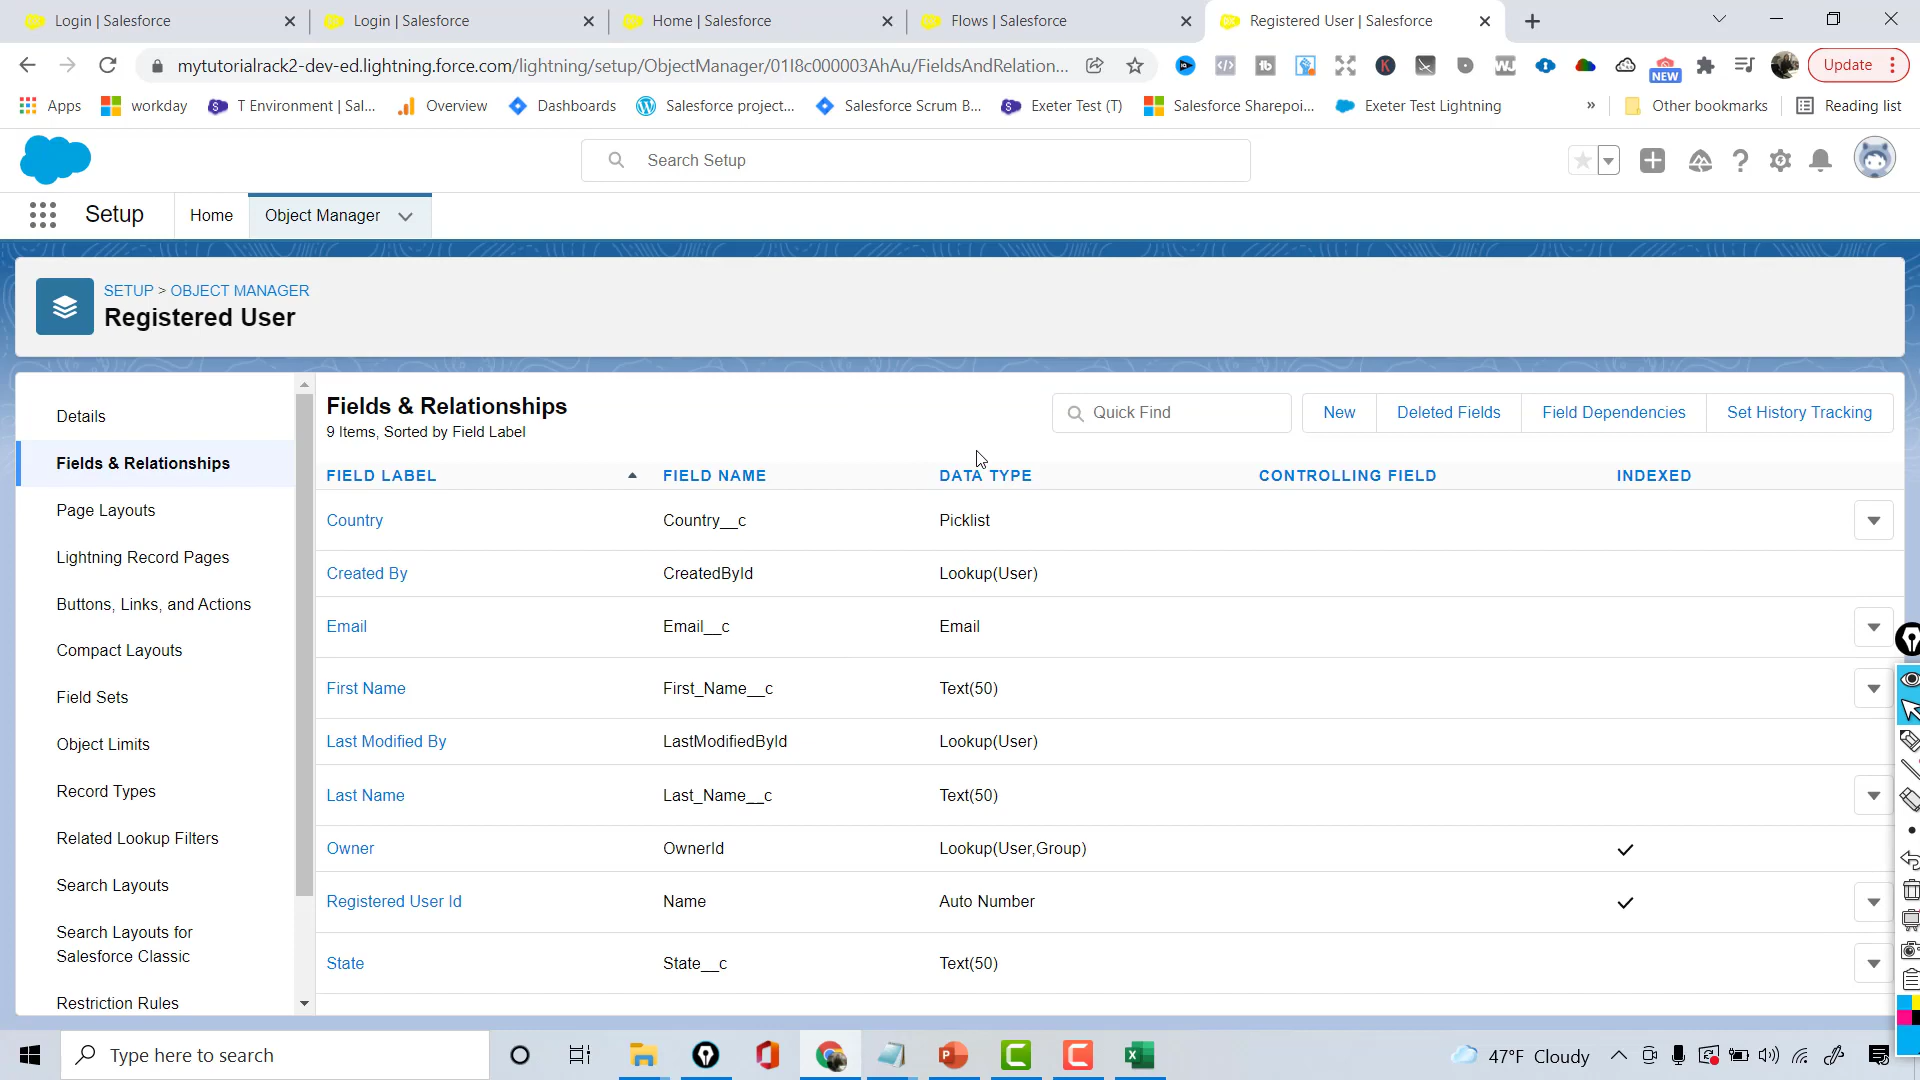 Login | Salesforce
Login | Salesforce
Home | Salesforce
Flows | Salesforce
Registered User | Salesforce
mytutorialrack2-dev-ed.lightning.force.com/lightning/setup/ObjectManager/01I8c000003AhAu/FieldsAndRelation...
Update
NEW
Apps
workday
T Environment | Sal...
Overview
Dashboards
Salesforce project...
Salesforce Scrum B...
Exeter Test (T)
Salesforce Sharepoi...
Exeter Test Lightning
»
Other bookmarks
Reading list
Search Setup
Setup
Home
Object Manager
SETUP > OBJECT MANAGER
Registered User
Details
Fields & Relationships
Page Layouts
Lightning Record Pages
Buttons, Links, and Actions
Compact Layouts
Field Sets
Object Limits
Record Types
Related Lookup Filters
Search Layouts
Search Layouts for
Salesforce Classic
Restriction Rules
Fields & Relationships
9 Items, Sorted by Field Label
Quick Find
New
Deleted Fields
Field Dependencies
Set History Tracking
FIELD LABEL FIELD NAME DATA TYPE CONTROLLING FIELD INDEXED
Country Country__c Picklist
Created By CreatedById Lookup(User)
Email Email__c Email
First Name First_Name__c Text(50)
Last Modified By LastModifiedById Lookup(User)
Last Name Last_Name__c Text(50)
Owner OwnerId Lookup(User,Group)
Registered User Id Name Auto Number
State State__c Text(50)
Type here to search
47°F Cloudy